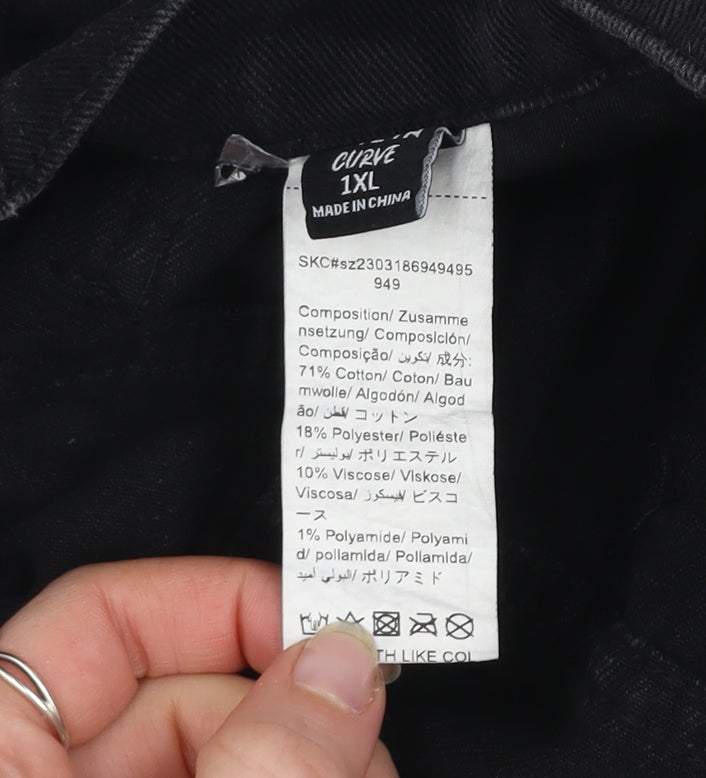 CURVE
1XL
MADE IN CHINA
SKC#sz2303186949495
949
Composition/ Zusamme
nsetzung/ Composición/
Composição/ تكوين/ 成分:
71% Cotton/ Coton/ Bau
mwolle/ Algodón/ Algod
ão/ قطن/ コットン
18% Polyester/ Poliéste
r/ بوليستر/ ポリエステル
10% Viscose/ Viskose/
Viscosa/ فيسكوز/ ビスコ
ース
1% Polyamide/ Polyami
d/ poliamida/ Poliamida/
البولي أميد/ ポリアミド
TH LIKE COL